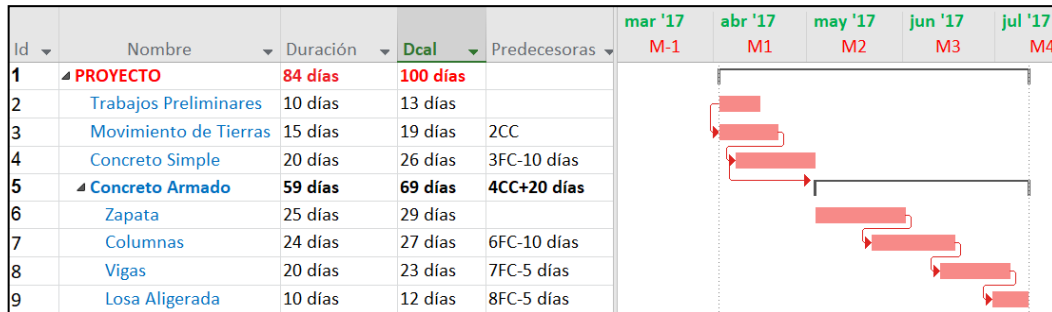 mar '17 abr '17 may '17 jun '17 jul '17
Id Nombre Duración Dcal Predecesoras M-1 M1 M2 M3 M4
1 PROYECTO 84 días 100 días
2 Trabajos Preliminares 10 días 13 días
3 Movimiento de Tierras 15 días 19 días 2CC
4 Concreto Simple 20 días 26 días 3FC-10 días
5 Concreto Armado 59 días 69 días 4CC+20 días
6 Zapata 25 días 29 días
7 Columnas 24 días 27 días 6FC-10 días
8 Vigas 20 días 23 días 7FC-5 días
9 Losa Aligerada 10 días 12 días 8FC-5 días